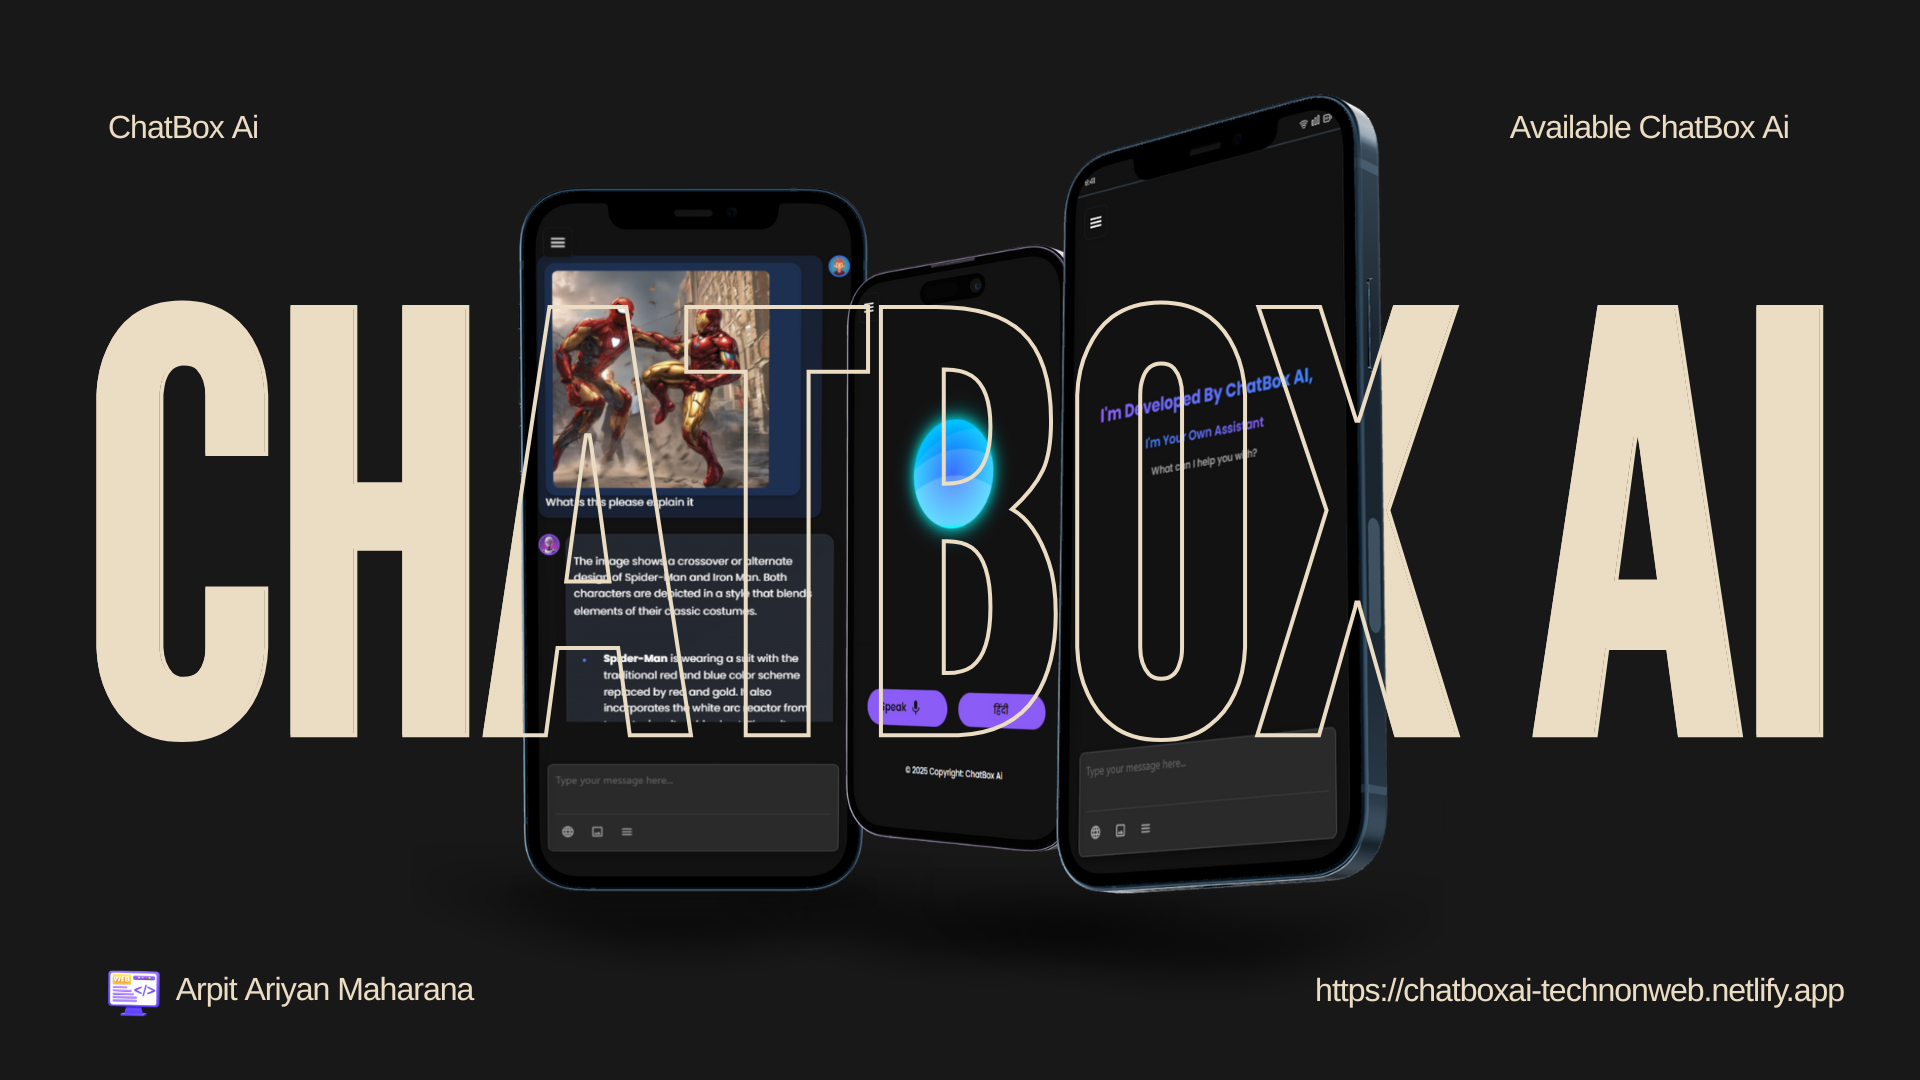 ChatBox Ai
Available ChatBox Ai
CHATBOX AI
What is this please explain it
The image shows a crossover or alternate
design of Spider-Man and Iron Man. Both
characters are depicted in a style that blends
elements of their classic costumes.
Spider-Man is wearing a suit with the
traditional red and blue color scheme
replaced by red and gold. It also
incorporates the white arc reactor from
Type your message here...
Speak
हिंदी
© 2025 Copyright: ChatBox Ai
I'm Developed By ChatBox AI,
I'm Your Own Assistant
What can I help you with?
Type your message here...
Arpit Ariyan Maharana
https://chatboxai-technonweb.netlify.app